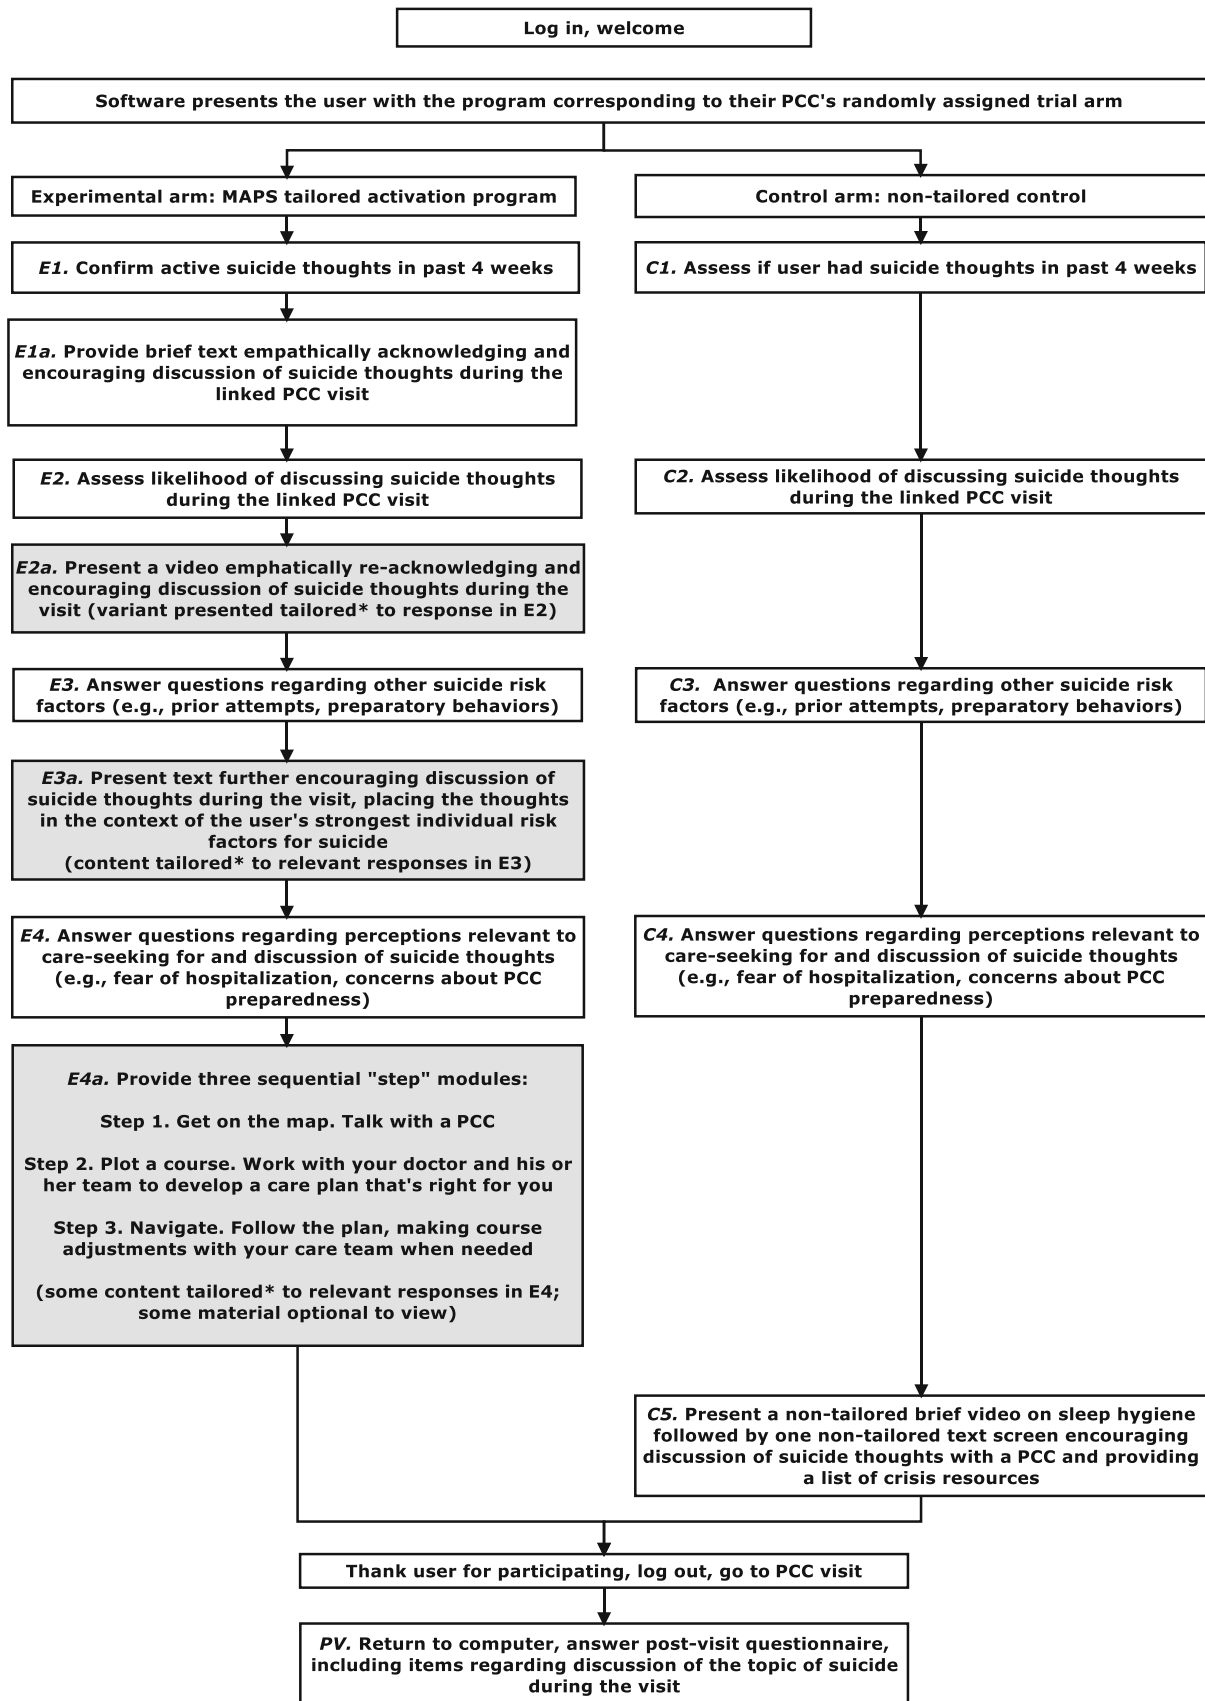 Log in, welcome
Software presents the user with the program corresponding to their PCC's randomly assigned trial arm
Experimental arm: MAPS tailored activation program
Control arm: non-tailored control
E1. Confirm active suicide thoughts in past 4 weeks
C1. Assess if user had suicide thoughts in past 4 weeks
E1a. Provide brief text empathically acknowledging and
encouraging discussion of suicide thoughts during the
linked PCC visit
E2. Assess likelihood of discussing suicide thoughts
during the linked PCC visit
C2. Assess likelihood of discussing suicide thoughts
during the linked PCC visit
E2a. Present a video emphatically re-acknowledging and
encouraging discussion of suicide thoughts during the
visit (variant presented tailored* to response in E2)
E3. Answer questions regarding other suicide risk
factors (e.g., prior attempts, preparatory behaviors)
C3. Answer questions regarding other suicide risk
factors (e.g., prior attempts, preparatory behaviors)
E3a. Present text further encouraging discussion of
suicide thoughts during the visit, placing the thoughts
in the context of the user's strongest individual risk
factors for suicide
(content tailored* to relevant responses in E3)
E4. Answer questions regarding perceptions relevant to
care-seeking for and discussion of suicide thoughts
(e.g., fear of hospitalization, concerns about PCC
preparedness)
C4. Answer questions regarding perceptions relevant to
care-seeking for and discussion of suicide thoughts
(e.g., fear of hospitalization, concerns about PCC
preparedness)
E4a. Provide three sequential "step" modules:
Step 1. Get on the map. Talk with a PCC
Step 2. Plot a course. Work with your doctor and his or
her team to develop a care plan that's right for you
Step 3. Navigate. Follow the plan, making course
adjustments with your care team when needed
(some content tailored* to relevant responses in E4;
some material optional to view)
C5. Present a non-tailored brief video on sleep hygiene
followed by one non-tailored text screen encouraging
discussion of suicide thoughts with a PCC and providing
a list of crisis resources
Thank user for participating, log out, go to PCC visit
PV. Return to computer, answer post-visit questionnaire,
including items regarding discussion of the topic of suicide
during the visit